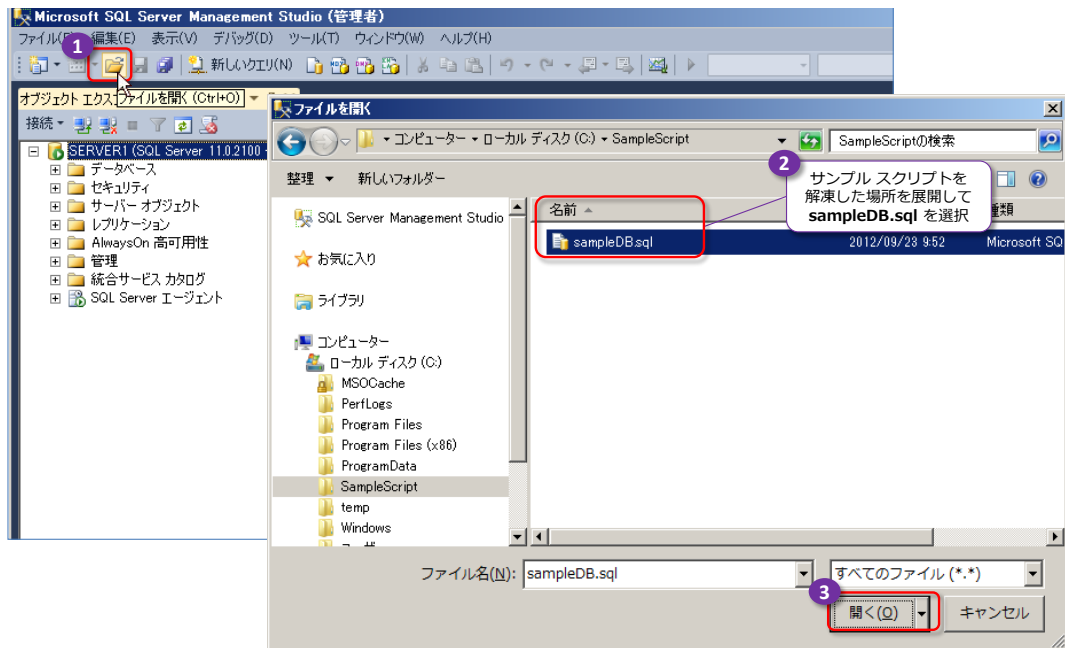 Microsoft SQL Server Management Studio (管理者)
ファイル(F) 編集(E) 表示(V) デバッグ(D) ツール(T) ウィンドウ(W) ヘルプ(H)
1
新しいクエリ(N)
オブジェクト エクス
ファイルを開く (Ctrl+O)
接続
SERVER1 (SQL Server 11.0.2100
データベース
セキュリティ
サーバー オブジェクト
レプリケーション
AlwaysOn 高可用性
管理
統合サービス カタログ
SQL Server エージェント
ファイルを開く
コンピューター ローカル ディスク (C:) SampleScript
SampleScriptの検索
整理 新しいフォルダー
2
サンプル スクリプトを
解凍した場所を展開して
sampleDB.sql を選択
名前
種類
sampleDB.sql 2012/09/23 9:52 Microsoft SQ
SQL Server Management Studio
お気に入り
ライブラリ
コンピューター
ローカル ディスク (C:)
MSOCache
PerfLogs
Program Files
Program Files (x86)
ProgramData
SampleScript
temp
Windows
ファイル名(N): sampleDB.sql
すべてのファイル (*.*)
3
開く(O)
キャンセル